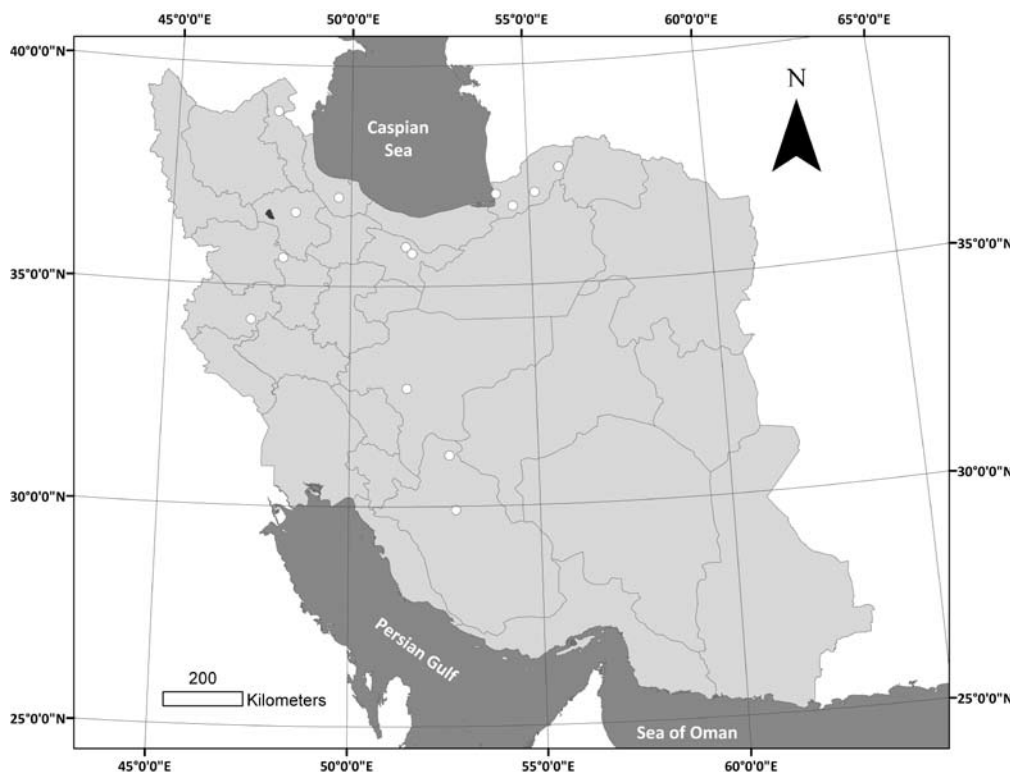 45°0'0"E 50°0'0"E 55°0'0"E 60°0'0"E 65°0'0"E
40°0'0"N
N
Caspian
Sea
35°0'0"N 35°0'0"N
30°0'0"N 30°0'0"N
Persian Gulf
200
Kilometers
25°0'0"N 25°0'0"N
Sea of Oman
45°0'0"E 50°0'0"E 55°0'0"E 60°0'0"E